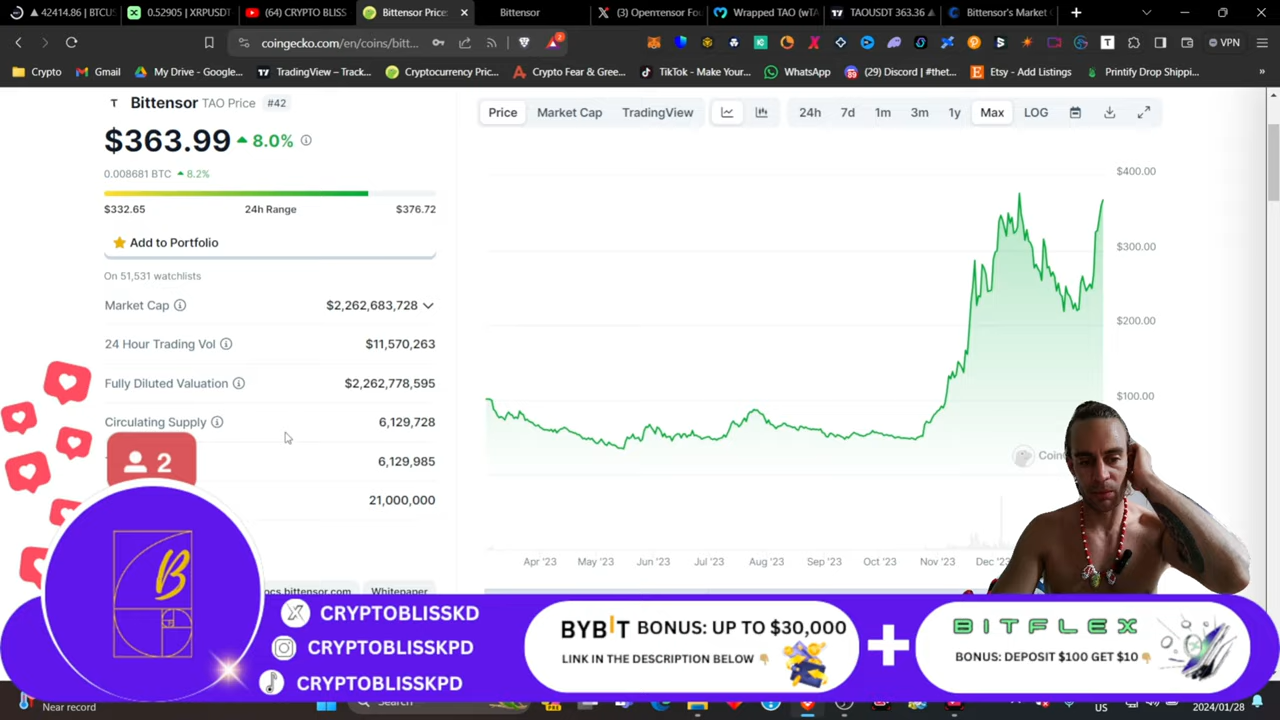 42414.86 | BTCUS
0.52905 | XRPUSDT
(64) CRYPTO BLISS
Bittensor Price:
Bittensor
(3) Openтensor Fou
Wrapped TAO (wTA
TAOUSDT 363.36
Bittensor's Market
coingecko.com/en/coins/bitt...
VPN
Crypto
Gmail
My Drive - Google...
TradingView – Track...
Cryptocurrency Pric...
Crypto Fear & Gree...
TikTok - Make Your...
WhatsApp
(29) Discord | #thet...
Etsy - Add Listings
Printify Drop Shippi...
Bittensor TAO Price #42
$363.99 8.0%
0.008681 BTC 8.2%
$332.65 24h Range $376.72
Add to Portfolio
On 51,531 watchlists
Market Cap $2,262,683,728
24 Hour Trading Vol $11,570,263
Fully Diluted Valuation $2,262,778,595
Circulating Supply 6,129,728
6,129,985
21,000,000
Whitepaper
Price Market Cap TradingView 24h 7d 1m 3m 1y Max LOG
$400.00
$300.00
$200.00
$100.00
Apr '23 May '23 Jun '23 Jul '23 Aug '23 Sep '23 Oct '23 Nov '23 Dec '23
2
B
CRYPTOBLISSKD
CRYPTOBLISSKPD
CRYPTOBLISSKPD
BYBIT BONUS: UP TO $30,000
LINK IN THE DESCRIPTION BELOW
+
BITFLEX
BONUS: DEPOSIT $100 GET $10
Near record
Search
US
2024/01/28